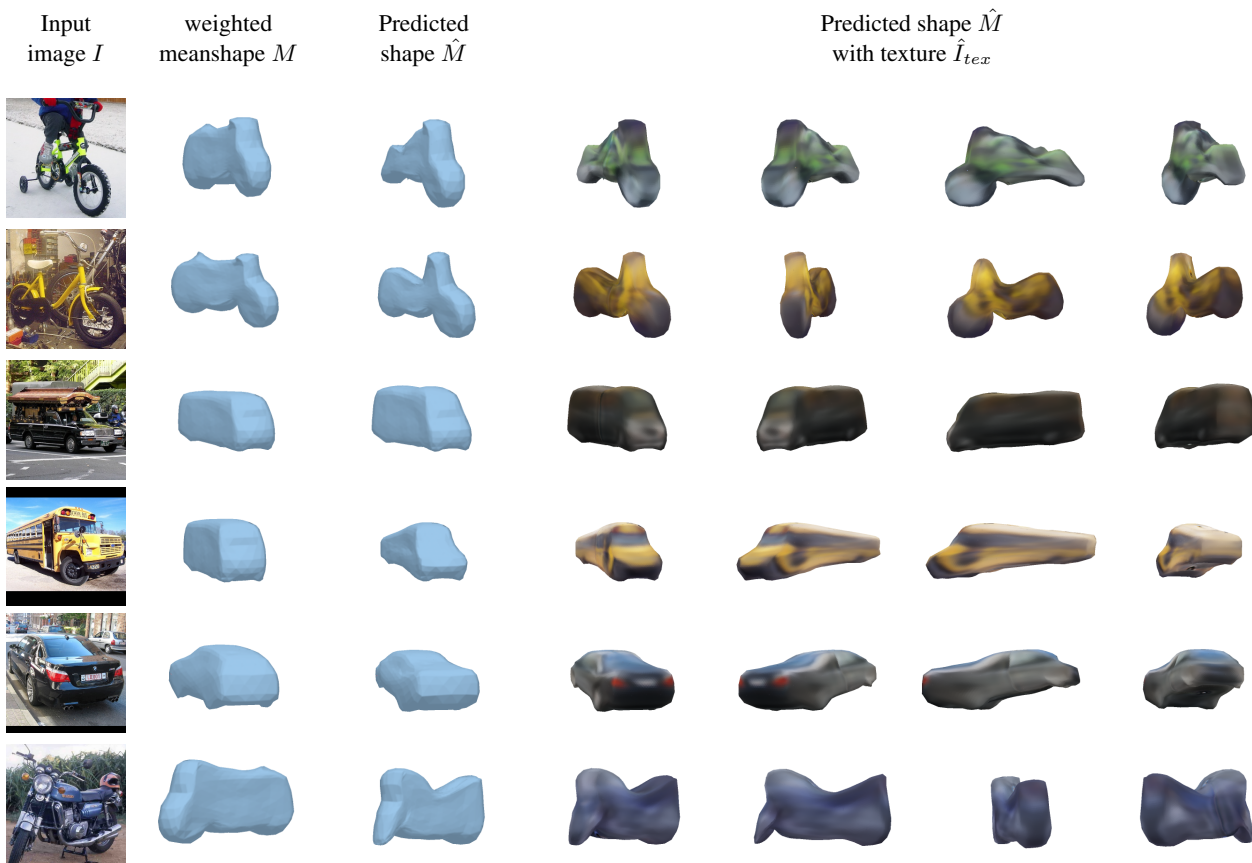 Input
image I
weighted
meanshape M
Predicted
shape M̂
Predicted shape M̂
with texture Î_tex